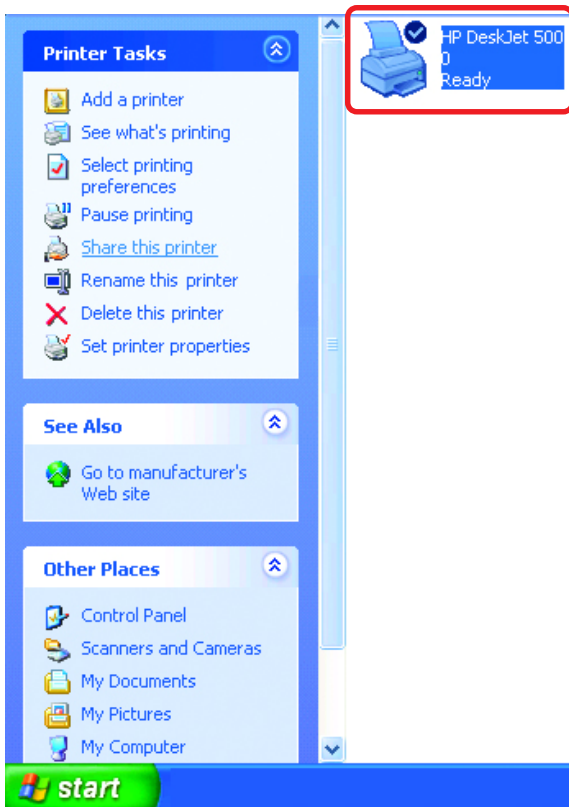 Printer Tasks
Add a printer
See what's printing
Select printing
preferences
Pause printing
Share this printer
Rename this printer
Delete this printer
Set printer properties
See Also
Go to manufacturer's
Web site
Other Places
Control Panel
Scanners and Cameras
My Documents
My Pictures
My Computer
HP DeskJet 500
0
Ready
start